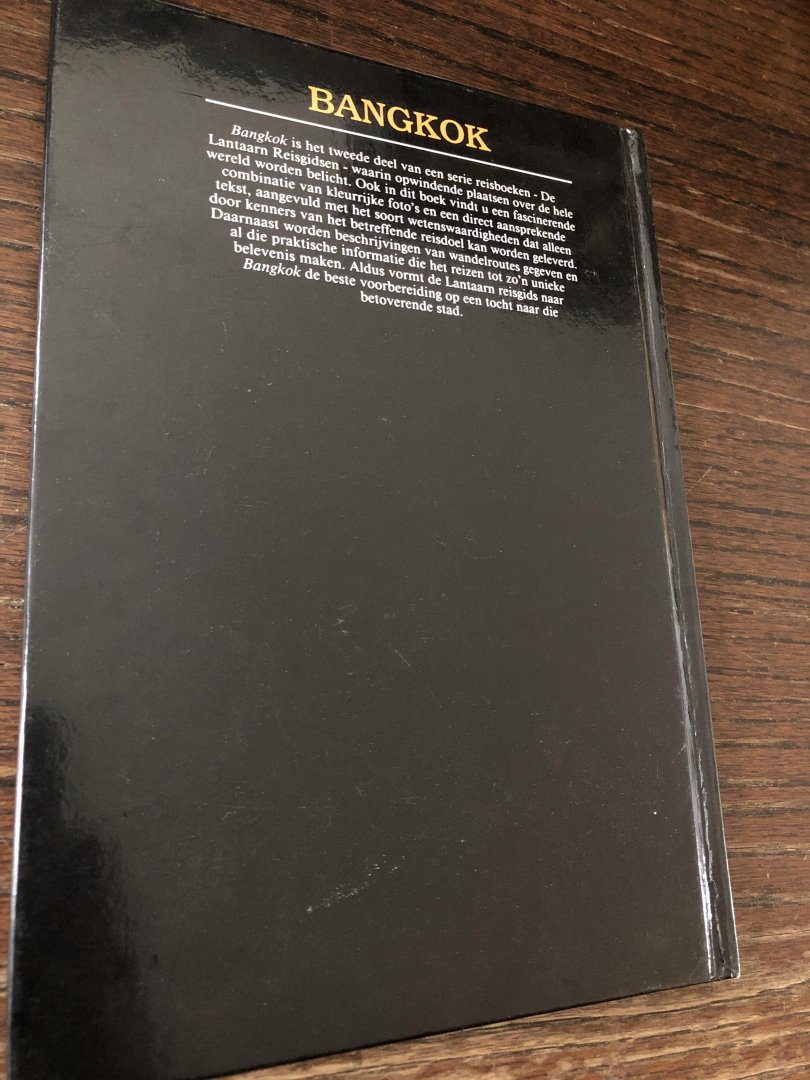 BANGKOK
Bangkok is het tweede deel van een serie reisboeken - De
Lantaarn Reisgidsen - waarin opwindende plaatsen over de hele
wereld worden belicht. Ook in dit boek vindt u een fascinerende
combinatie van kleurrijke foto's en een direct aansprekende
tekst, aangevuld met het soort wetenswaardigheden dat alleen
door kenners van het betreffende reisdoel kan worden geleverd.
Daarnaast worden beschrijvingen van wandelroutes gegeven en
al die praktische informatie die het reizen tot zo'n unieke
belevenis maken. Aldus vormt de Lantaarn reisgids naar
Bangkok de beste voorbereiding op een tocht naar die
betoverende stad.